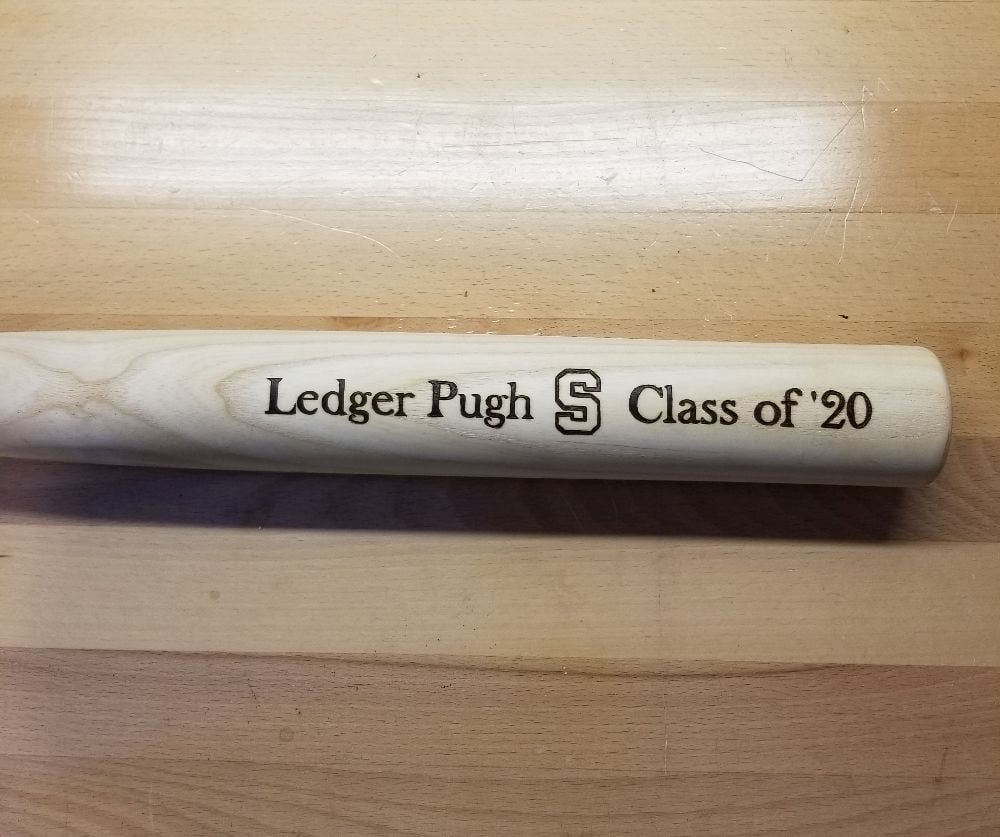 Ledger Pugh S Class of '20